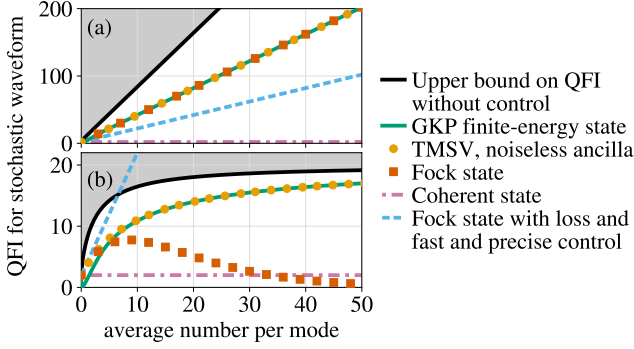 QFI for stochastic waveform
200
150
100
50
0
(a)
20
10
0
(b)
0
10
20
30
40
50
average number per mode
Upper bound on QFI
without control
GKP finite-energy state
TMSV, noiseless ancilla
Fock state
Coherent state
Fock state with loss and
fast and precise control